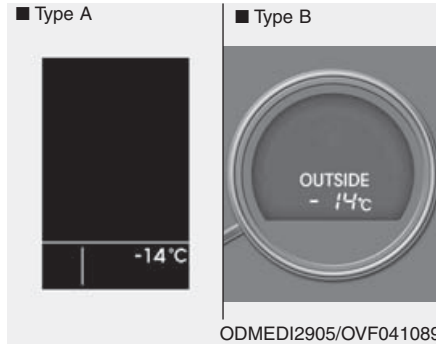 ■ Type A
■ Type B
-14°C
OUTSIDE
- 14°C
ODMEDI2905/OVF041089